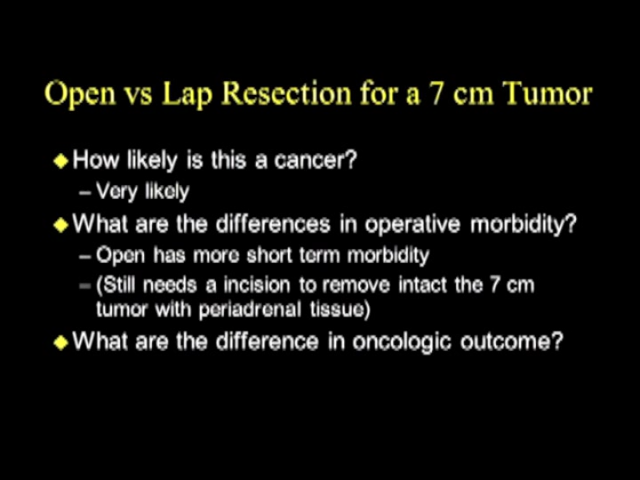 Open vs Lap Resection for a 7 cm Tumor
How likely is this a cancer?
– Very likely
What are the differences in operative morbidity?
– Open has more short term morbidity
– (Still needs a incision to remove intact the 7 cm
tumor with periadrenal tissue)
What are the difference in oncologic outcome?